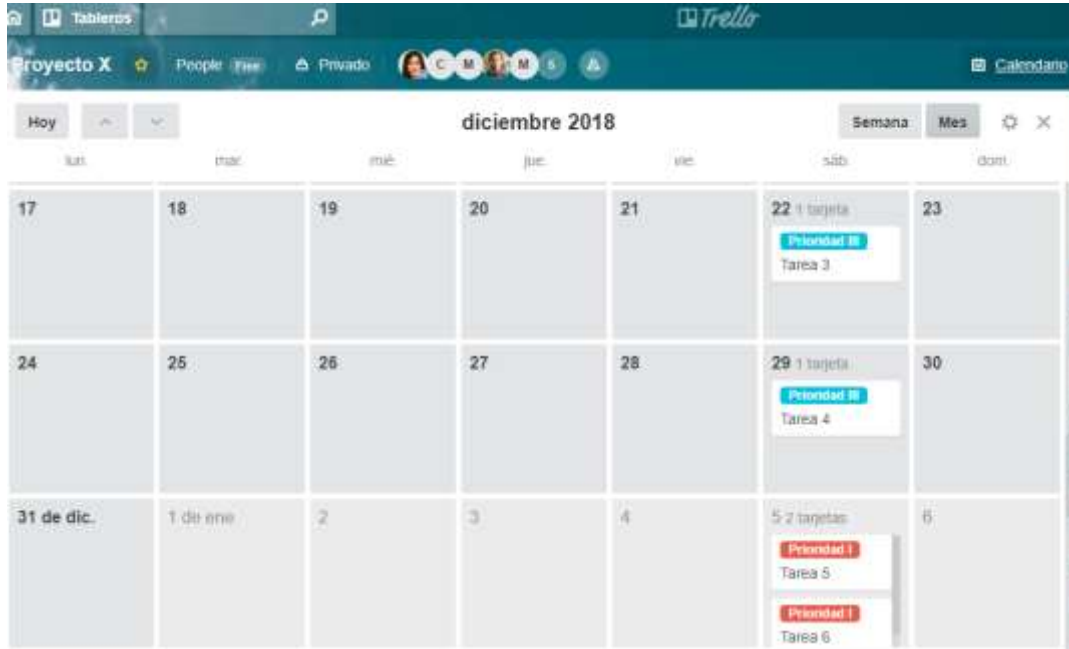 Tableros
Trello
Proyecto X
People Free
Privado
C M M 5
Calendario
Hoy
diciembre 2018
Semana Mes
lun. mar. mié. jue. vie. sáb. dom.
17 18 19 20 21 22 1 tarjeta 23
Prioridad III
Tarea 3
24 25 26 27 28 29 1 tarjeta 30
Prioridad III
Tarea 4
31 de dic. 1 de ene 2 3 4 5 2 tarjetas 6
Prioridad I
Tarea 5
Prioridad I
Tarea 6